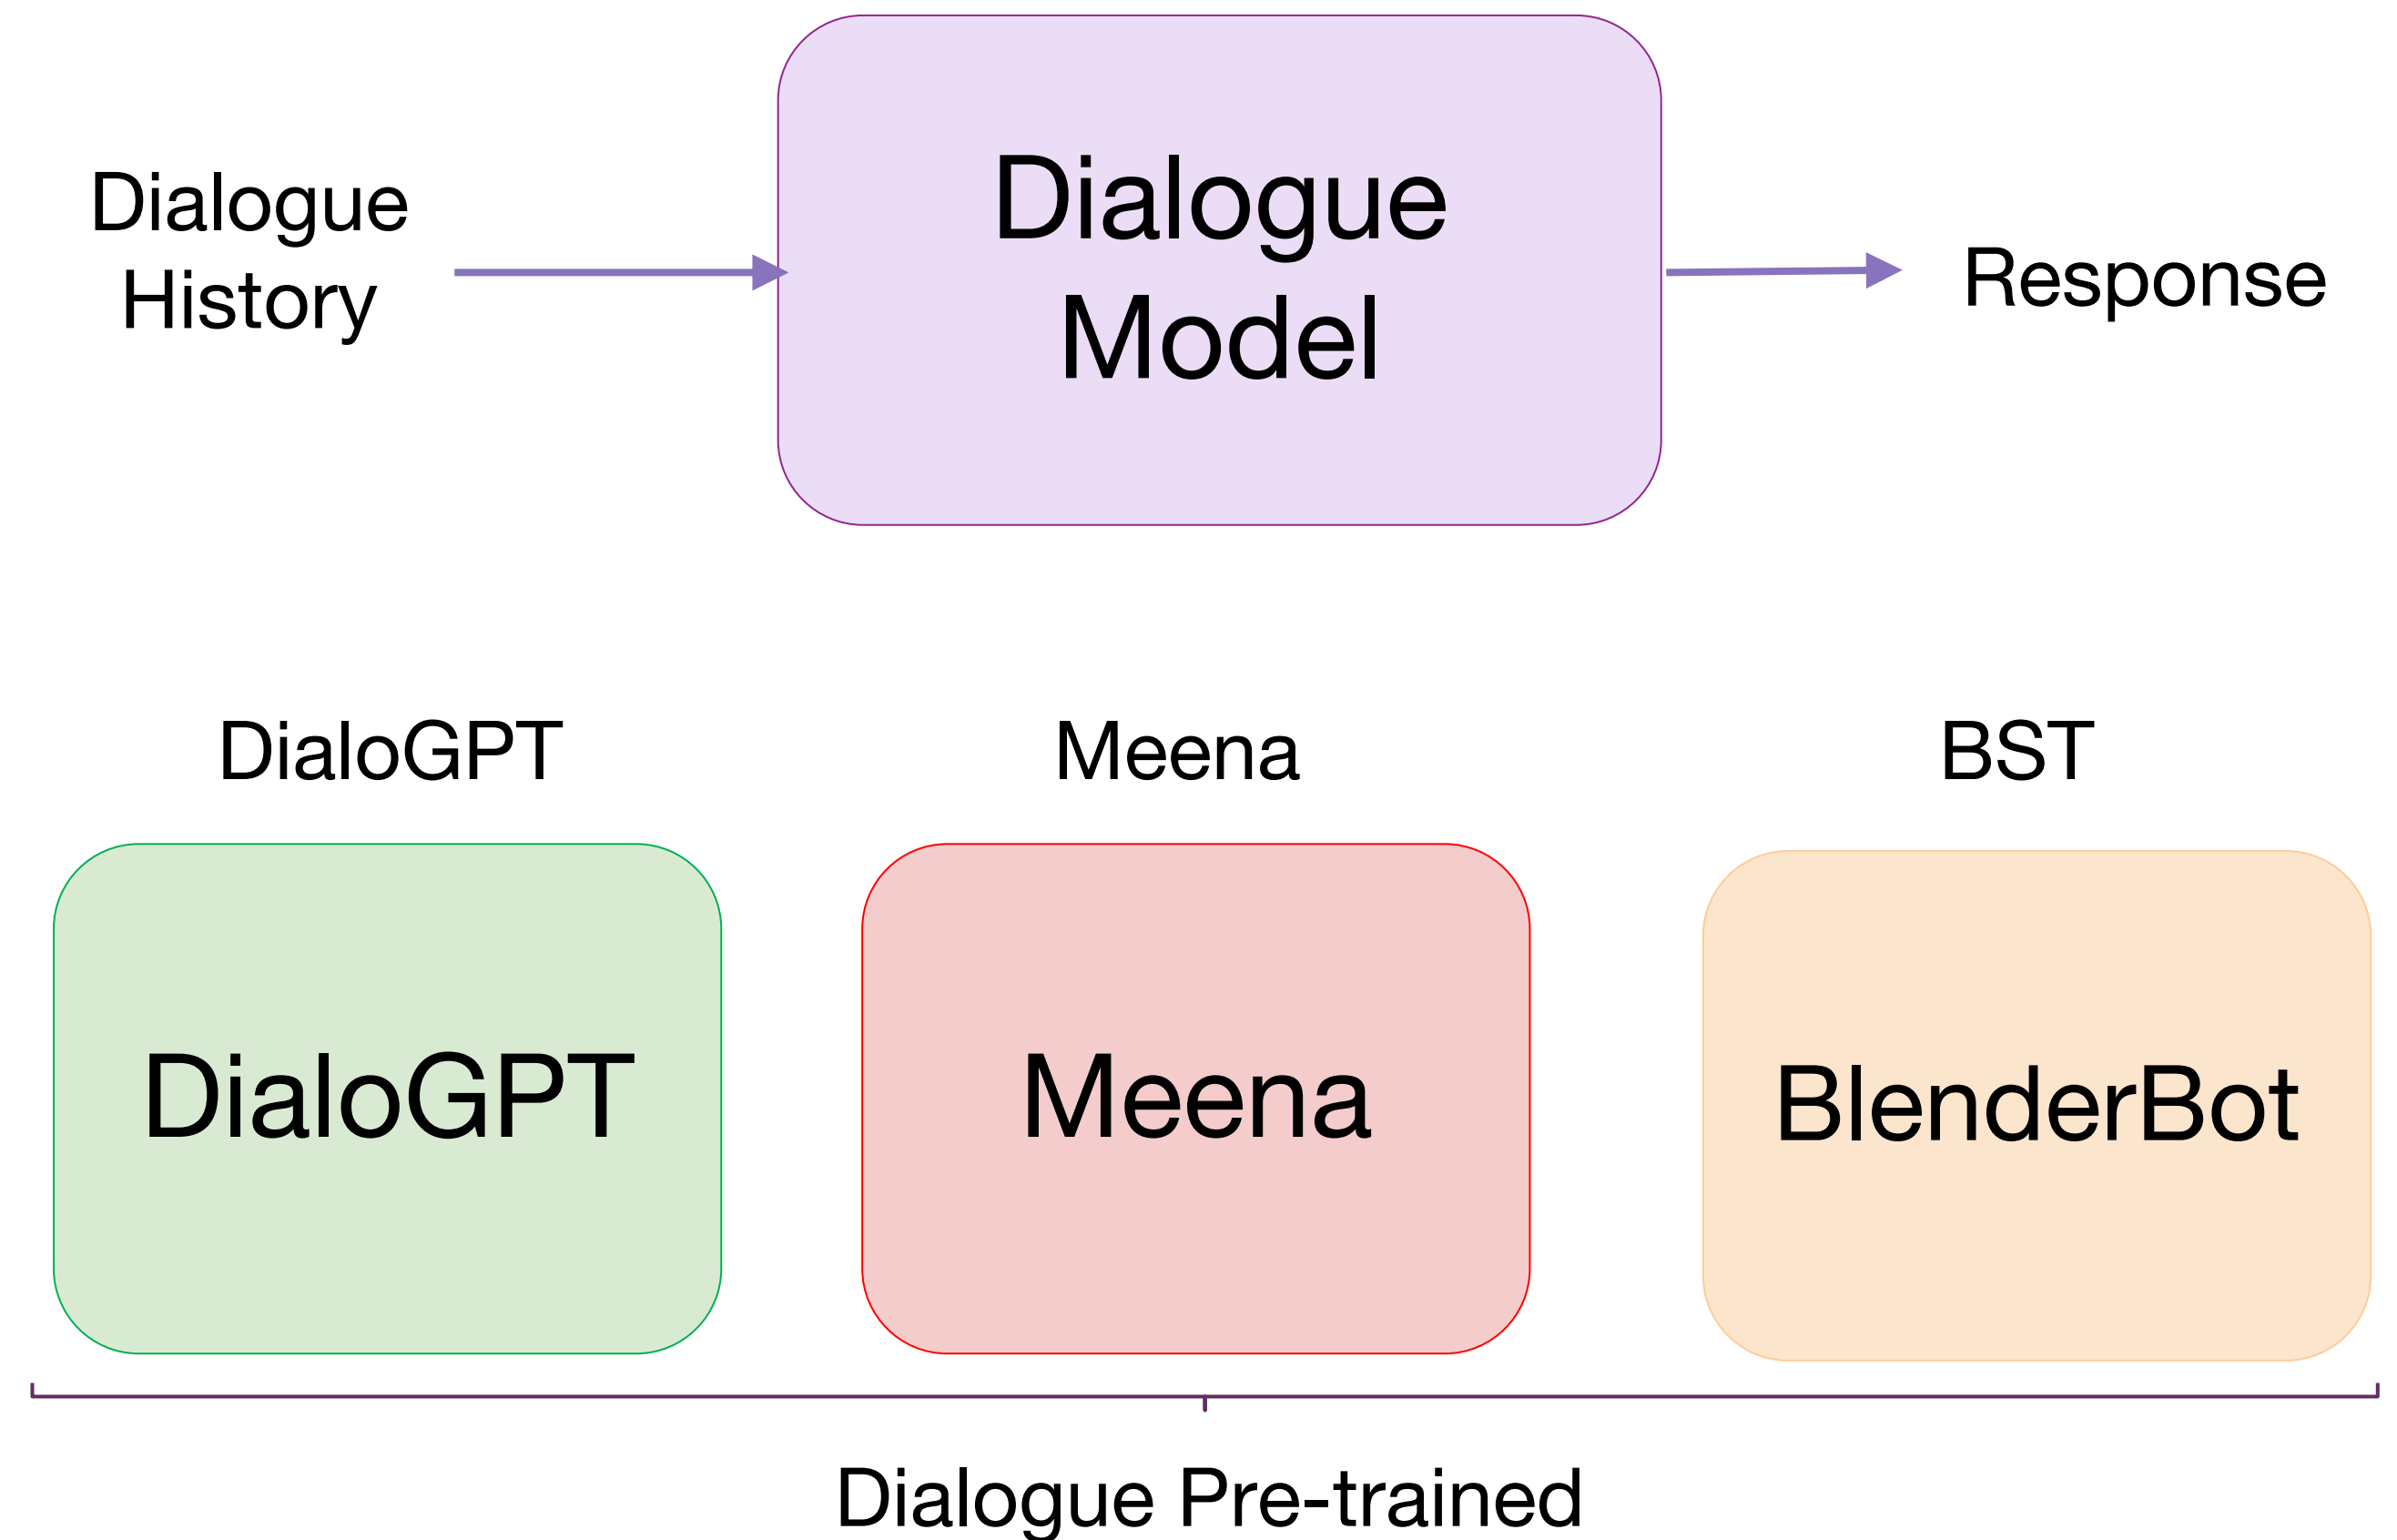 Dialogue
History
Dialogue
Model
Response
DialoGPT
Meena
BST
DialoGPT
Meena
BlenderBot
Dialogue Pre-trained